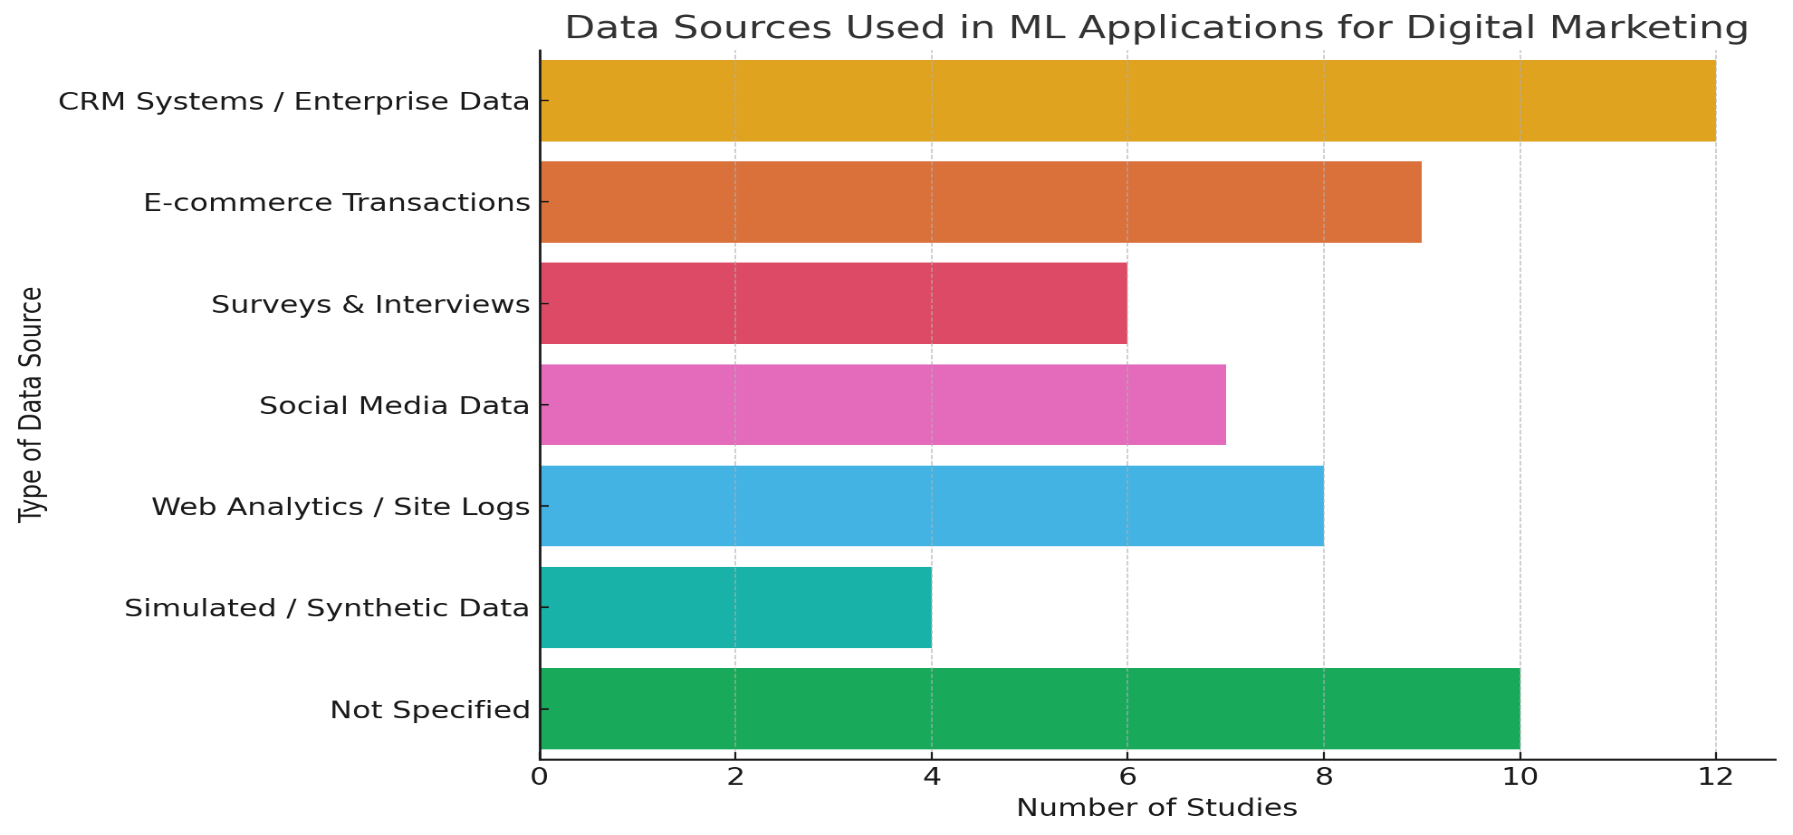 Data Sources Used in ML Applications for Digital Marketing
CRM Systems / Enterprise Data
E-commerce Transactions
Surveys & Interviews
Social Media Data
Web Analytics / Site Logs
Simulated / Synthetic Data
Not Specified
Type of Data Source
0 2 4 6 8 10 12
Number of Studies